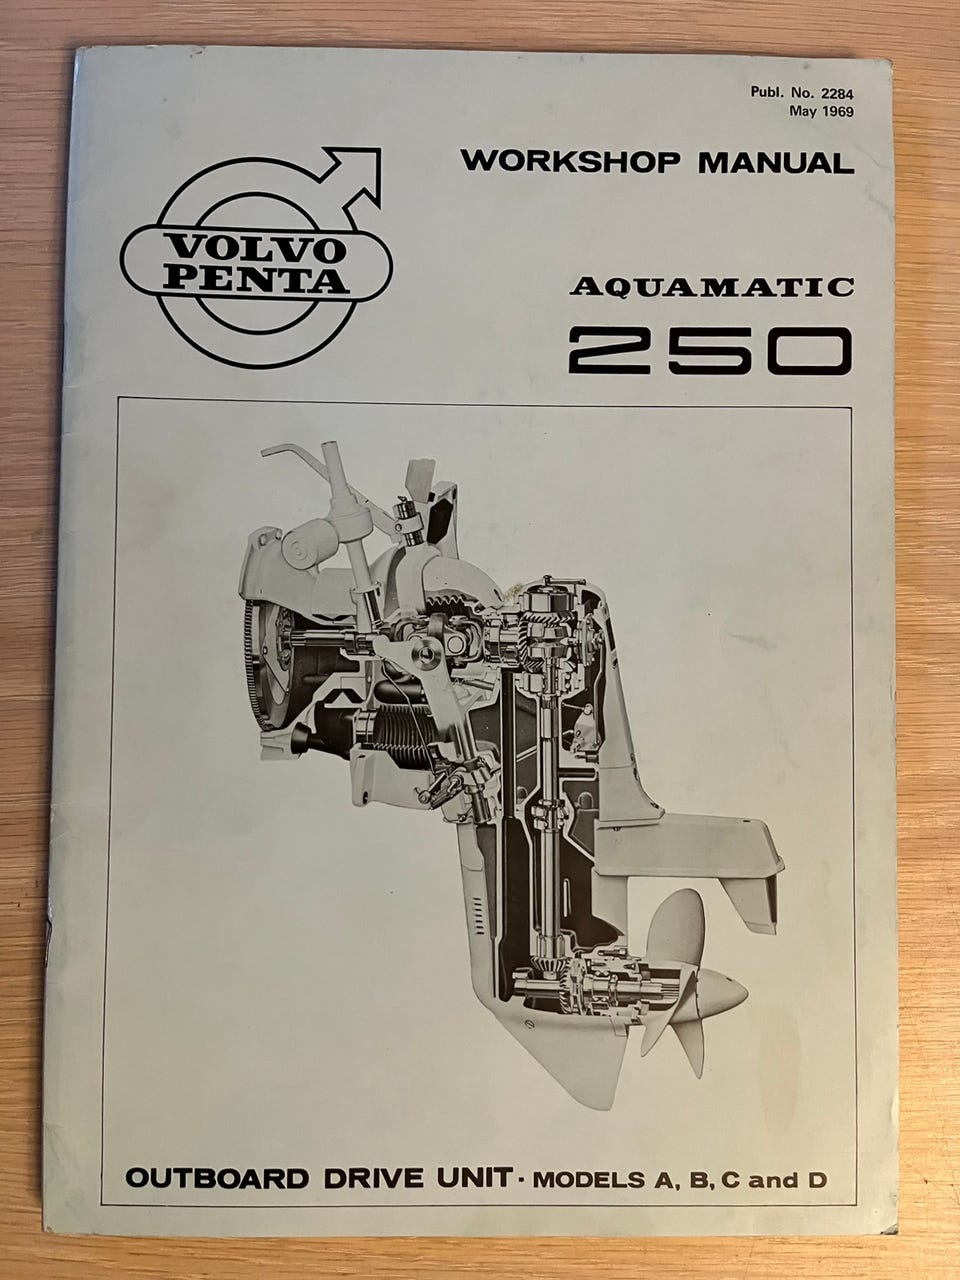 Publ. No. 2284
May 1969
WORKSHOP MANUAL
VOLVO
PENTA
AQUAMATIC
250
OUTBOARD DRIVE UNIT · MODELS A, B, C and D